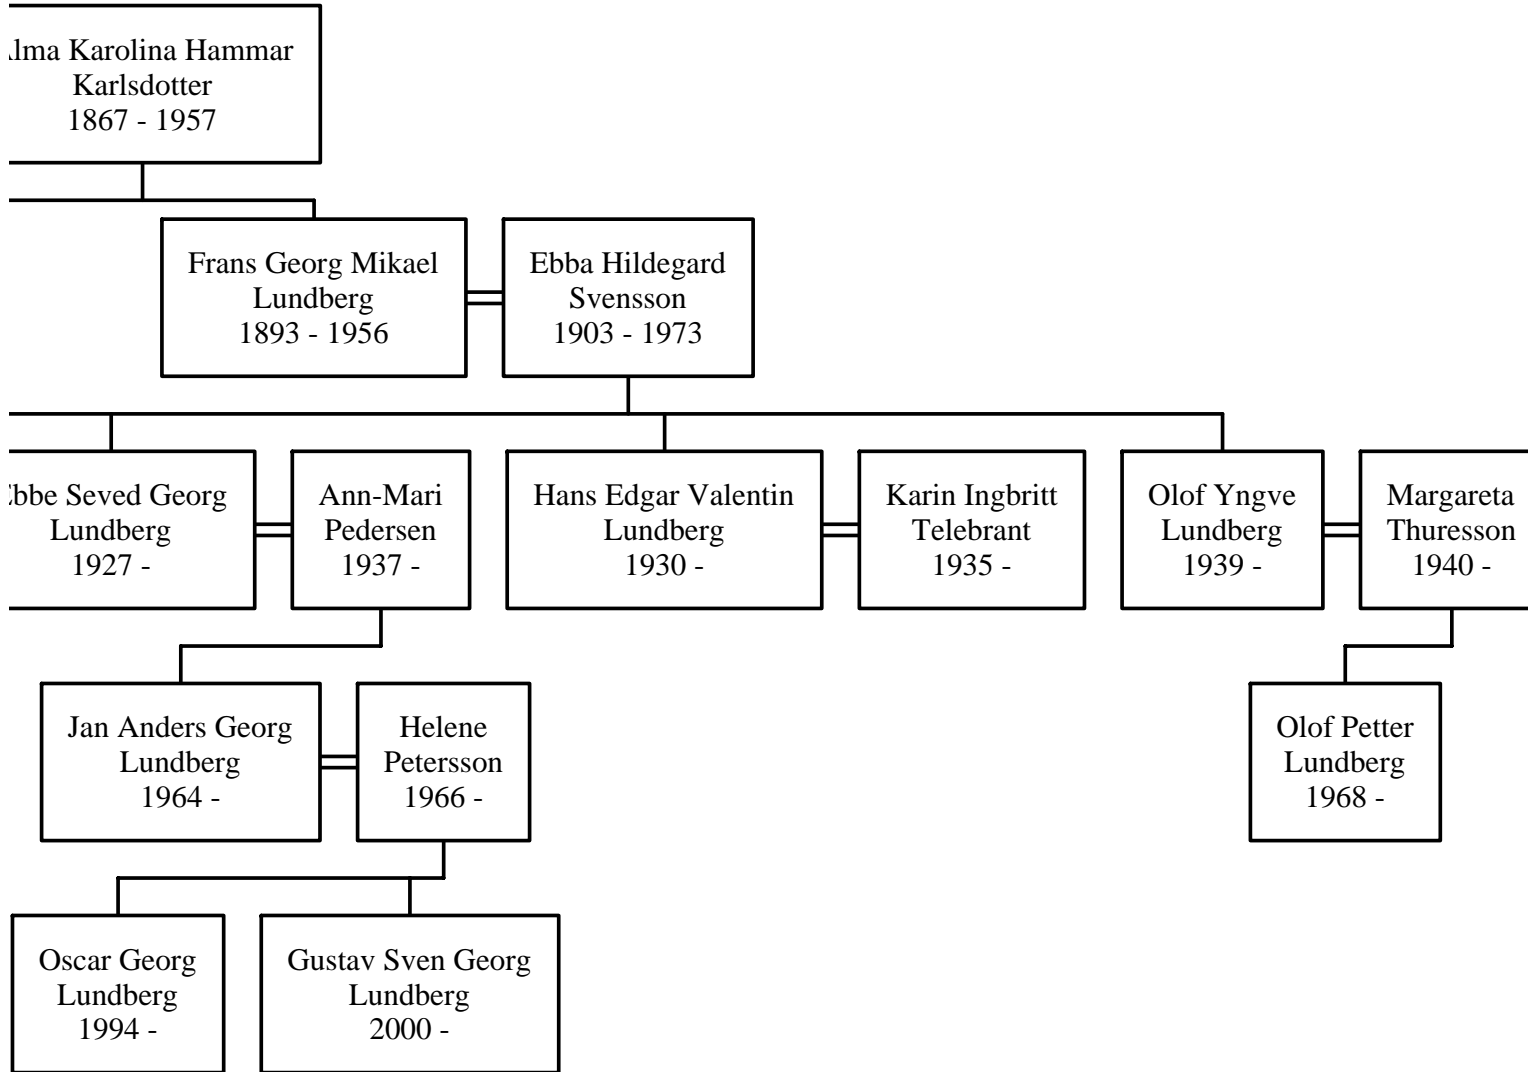 Alma Karolina Hammar
Karlsdotter
1867 - 1957
Frans Georg Mikael
Lundberg
1893 - 1956
Ebba Hildegard
Svensson
1903 - 1973
Ebbe Seved Georg
Lundberg
1927 -
Ann-Mari
Pedersen
1937 -
Hans Edgar Valentin
Lundberg
1930 -
Karin Ingbritt
Telebrant
1935 -
Olof Yngve
Lundberg
1939 -
Margareta
Thuresson
1940 -
Jan Anders Georg
Lundberg
1964 -
Helene
Petersson
1966 -
Olof Petter
Lundberg
1968 -
Oscar Georg
Lundberg
1994 -
Gustav Sven Georg
Lundberg
2000 -